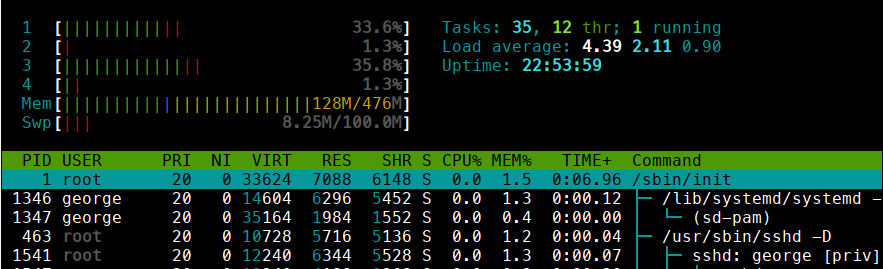 1 [||||||||||||| 33.6%] Tasks: 35, 12 thr; 1 running
2 [| 1.3%] Load average: 4.39 2.11 0.90
3 [||||||||||||||| 35.8%] Uptime: 22:53:59
4 [|| 1.3%]
Mem[|||||||||||||||||||||||||128M/476M]
Swp[||| 8.25M/100.0M]
PID USER PRI NI VIRT RES SHR S CPU% MEM% TIME+ Command
1 root 20 0 33624 7088 6148 S 0.0 1.5 0:06.96 /sbin/init
1346 george 20 0 14604 6296 5452 S 0.0 1.3 0:00.12 ├─ /lib/systemd/systemd -
1347 george 20 0 35164 1984 1552 S 0.0 0.4 0:00.00 │ └─ (sd-pam)
463 root 20 0 10728 5716 5136 S 0.0 1.2 0:00.04 ├─ /usr/sbin/sshd -D
1541 root 20 0 12240 6344 5528 S 0.0 1.3 0:00.07 │ ├─ sshd: george [priv]